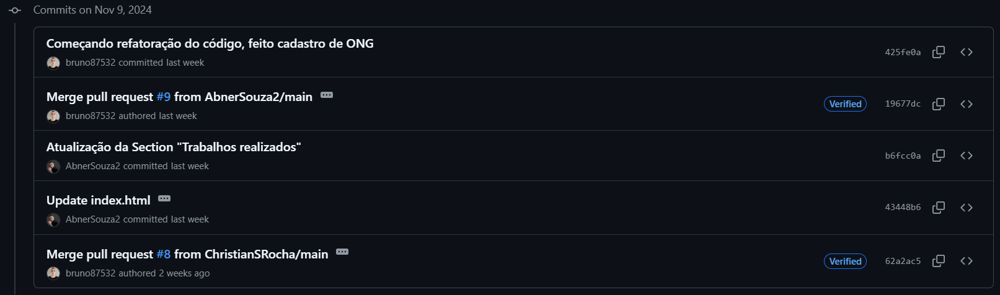 Commits on Nov 9, 2024
Começando refatoração do código, feito cadastro de ONG
bruno87532 committed last week
425fe0a
Merge pull request #9 from AbnerSouza2/main
bruno87532 authored last week
Verified
19677dc
Atualização da Section "Trabalhos realizados"
AbnerSouza2 committed last week
b6fcc0a
Update index.html
AbnerSouza2 committed last week
43448b6
Merge pull request #8 from ChristianSRocha/main
bruno87532 authored 2 weeks ago
Verified
62a2ac5